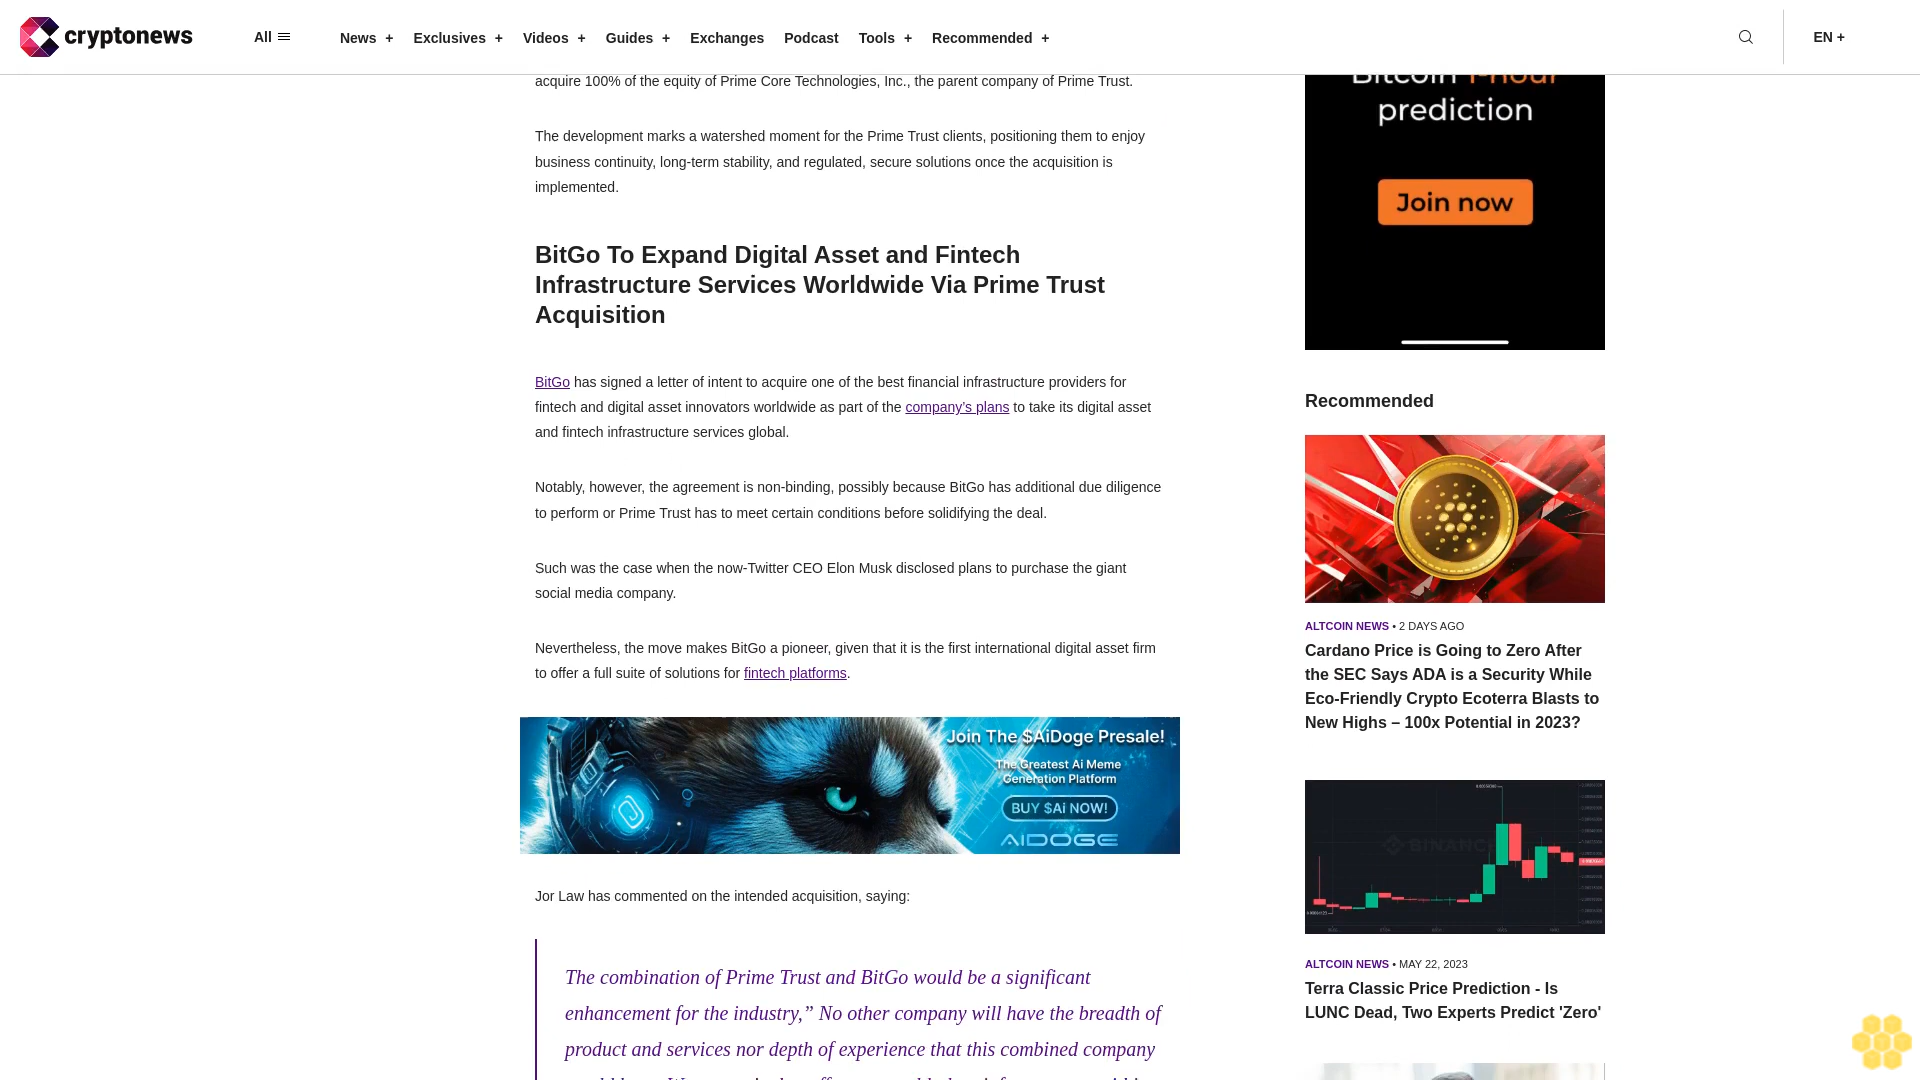 cryptonews
All
News +
Exclusives +
Videos +
Guides +
Exchanges
Podcast
Tools +
Recommended +
EN +
acquire 100% of the equity of Prime Core Technologies, Inc., the parent company of Prime Trust.
The development marks a watershed moment for the Prime Trust clients, positioning them to enjoy
business continuity, long-term stability, and regulated, secure solutions once the acquisition is
implemented.
BitGo To Expand Digital Asset and Fintech
Infrastructure Services Worldwide Via Prime Trust
Acquisition
BitGo has signed a letter of intent to acquire one of the best financial infrastructure providers for
fintech and digital asset innovators worldwide as part of the company’s plans to take its digital asset
and fintech infrastructure services global.
Notably, however, the agreement is non-binding, possibly because BitGo has additional due diligence
to perform or Prime Trust has to meet certain conditions before solidifying the deal.
Such was the case when the now-Twitter CEO Elon Musk disclosed plans to purchase the giant
social media company.
Nevertheless, the move makes BitGo a pioneer, given that it is the first international digital asset firm
to offer a full suite of solutions for fintech platforms.
Join The $AiDoge Presale!
The Greatest Ai Meme
Generation Platform
BUY $Ai NOW!
AiDOGE
Jor Law has commented on the intended acquisition, saying:
The combination of Prime Trust and BitGo would be a significant
enhancement for the industry,” No other company will have the breadth of
product and services nor depth of experience that this combined company
Bitcoin 1-hour
prediction
Join now
Recommended
ALTCOIN NEWS • 2 DAYS AGO
Cardano Price is Going to Zero After
the SEC Says ADA is a Security While
Eco-Friendly Crypto Ecoterra Blasts to
New Highs – 100x Potential in 2023?
BINANCE
ALTCOIN NEWS • MAY 22, 2023
Terra Classic Price Prediction - Is
LUNC Dead, Two Experts Predict 'Zero'